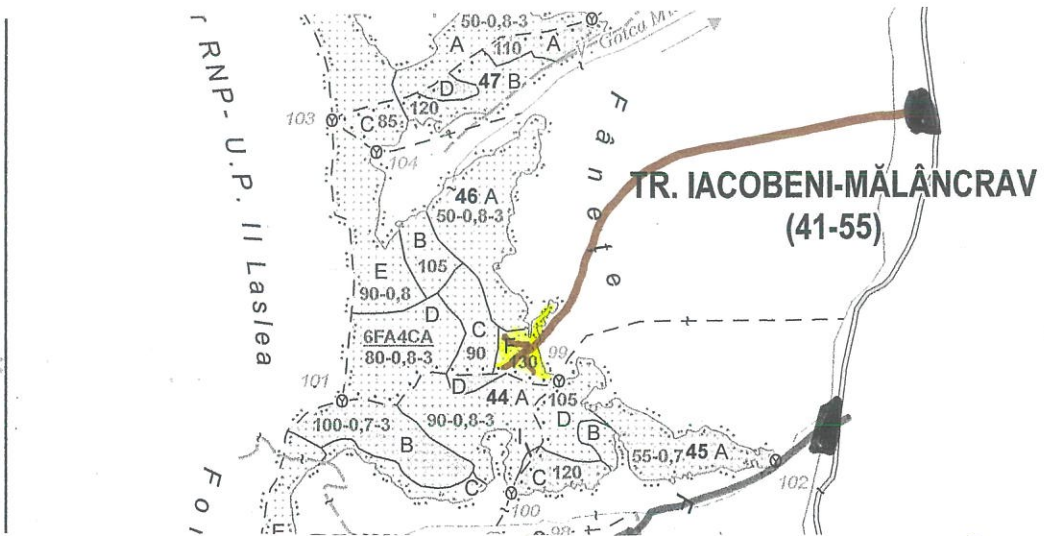 50-0,8-3
A
110
A
V. Gotca
r RNP- U.P. II Laslea
103
D
47 B
120
C 85
104
Fânețe
TR. IACOBENI-MĂLÂNCRAV
(41-55)
46 A
50-0,8-3
B
105
E
90-0,8
D
6FA4CA
80-0,8-3
C
90
F
130
99
101
D
44 A
105
100-0,7-3
90-0,8-3
D
B
B
I
55-0,7
45 A
C
C
120
102
100
98
E